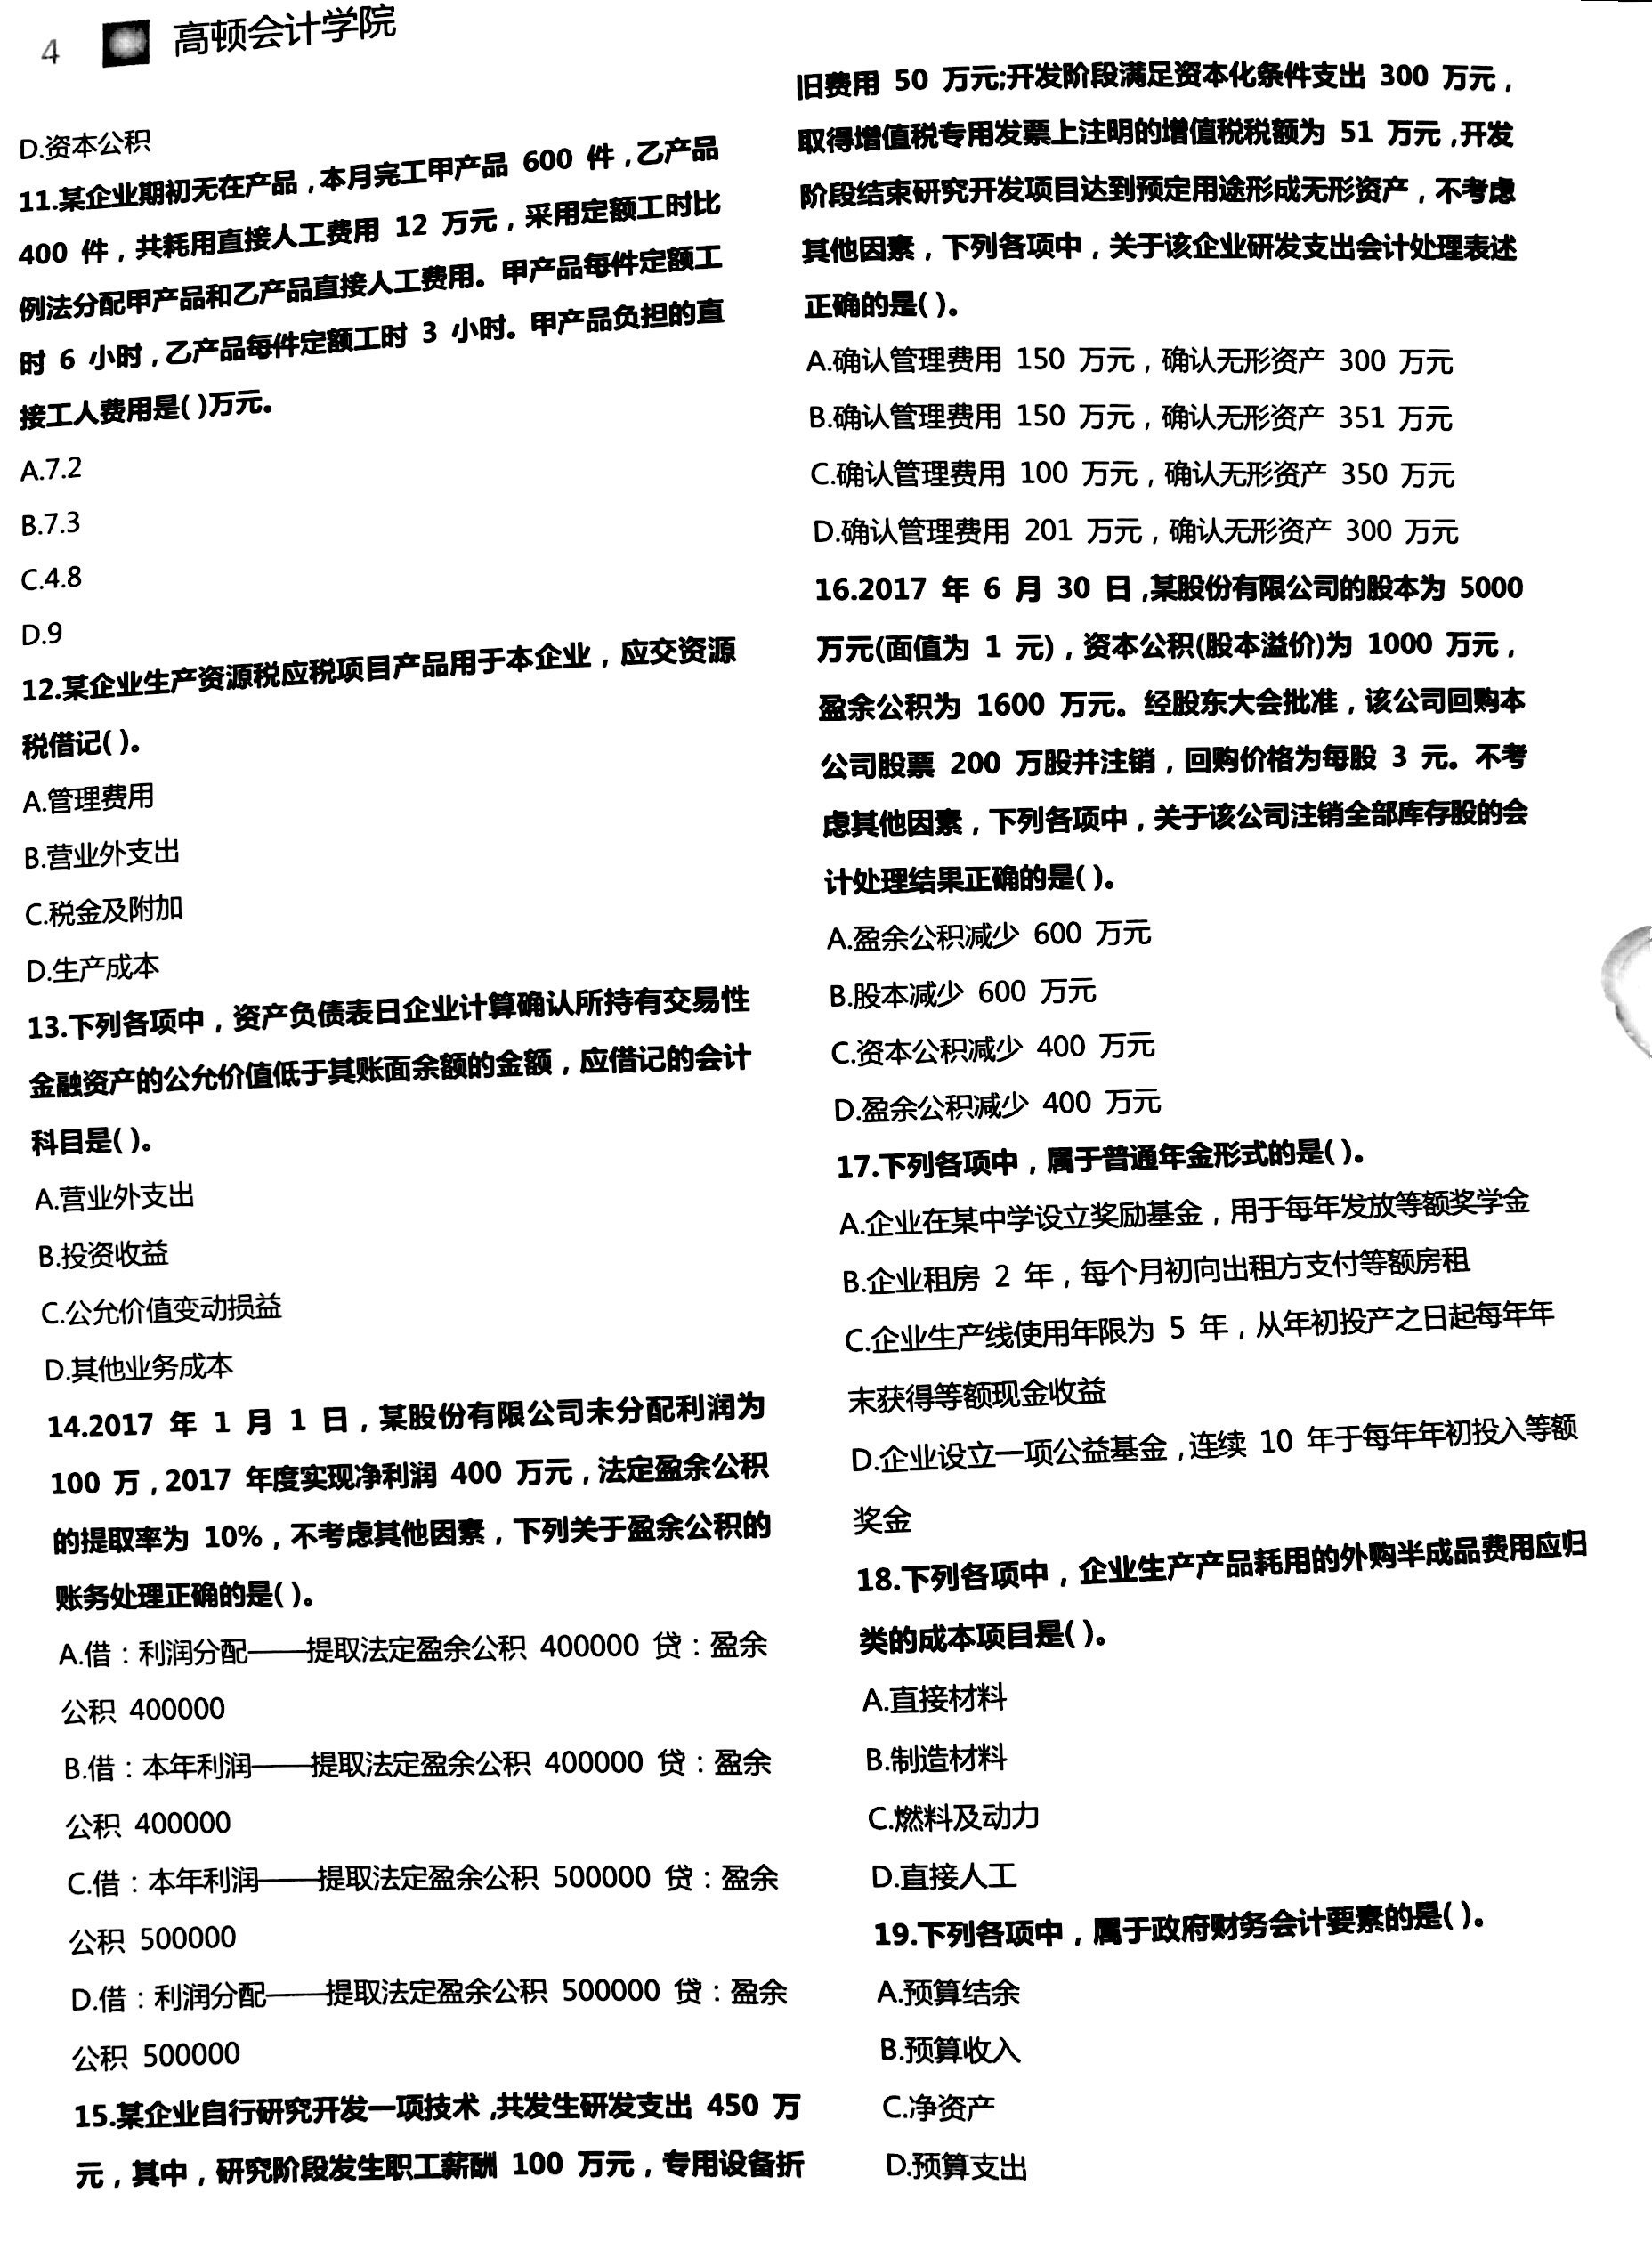 4 高顿会计学院
D.资本公积
11.某企业期初无在产品，本月完工甲产品 600 件，乙产品
400 件，共耗用直接人工费用 12 万元，采用定额工时比
例法分配甲产品和乙产品直接人工费用。甲产品每件定额工
时 6 小时，乙产品每件定额工时 3 小时。甲产品负担的直
接工人费用是( )万元。
A.7.2
B.7.3
C.4.8
D.9
12.某企业生产资源税应税项目产品用于本企业，应交资源
税借记( )。
A.管理费用
B.营业外支出
C.税金及附加
D.生产成本
13.下列各项中，资产负债表日企业计算确认所持有交易性
金融资产的公允价值低于其账面余额的金额，应借记的会计
科目是( )。
A.营业外支出
B.投资收益
C.公允价值变动损益
D.其他业务成本
14.2017 年 1 月 1 日，某股份有限公司未分配利润为
100 万，2017 年度实现净利润 400 万元，法定盈余公积
的提取率为 10%，不考虑其他因素，下列关于盈余公积的
账务处理正确的是( )。
A.借：利润分配——提取法定盈余公积 400000 贷：盈余
公积 400000
B.借：本年利润——提取法定盈余公积 400000 贷：盈余
公积 400000
C.借：本年利润——提取法定盈余公积 500000 贷：盈余
公积 500000
D.借：利润分配——提取法定盈余公积 500000 贷：盈余
公积 500000
15.某企业自行研究开发一项技术，共发生研发支出 450 万
元，其中，研究阶段发生职工薪酬 100 万元，专用设备折
旧费用 50 万元;开发阶段满足资本化条件支出 300 万元，
取得增值税专用发票上注明的增值税税额为 51 万元，开发
阶段结束研究开发项目达到预定用途形成无形资产，不考虑
其他因素，下列各项中，关于该企业研发支出会计处理表述
正确的是( )。
A.确认管理费用 150 万元，确认无形资产 300 万元
B.确认管理费用 150 万元，确认无形资产 351 万元
C.确认管理费用 100 万元，确认无形资产 350 万元
D.确认管理费用 201 万元，确认无形资产 300 万元
16.2017 年 6 月 30 日，某股份有限公司的股本为 5000
万元(面值为 1 元)，资本公积(股本溢价)为 1000 万元，
盈余公积为 1600 万元。经股东大会批准，该公司回购本
公司股票 200 万股并注销，回购价格为每股 3 元。不考
虑其他因素，下列各项中，关于该公司注销全部库存股的会
计处理结果正确的是( )。
A.盈余公积减少 600 万元
B.股本减少 600 万元
C.资本公积减少 400 万元
D.盈余公积减少 400 万元
17.下列各项中，属于普通年金形式的是( )。
A.企业在某中学设立奖励基金，用于每年发放等额奖学金
B.企业租房 2 年，每个月初向出租方支付等额房租
C.企业生产线使用年限为 5 年，从年初投产之日起每年年
末获得等额现金收益
D.企业设立一项公益基金，连续 10 年于每年年初投入等额
奖金
18.下列各项中，企业生产产品耗用的外购半成品费用应归
类的成本项目是( )。
A.直接材料
B.制造材料
C.燃料及动力
D.直接人工
19.下列各项中，属于政府财务会计要素的是( )。
A.预算结余
B.预算收入
C.净资产
D.预算支出